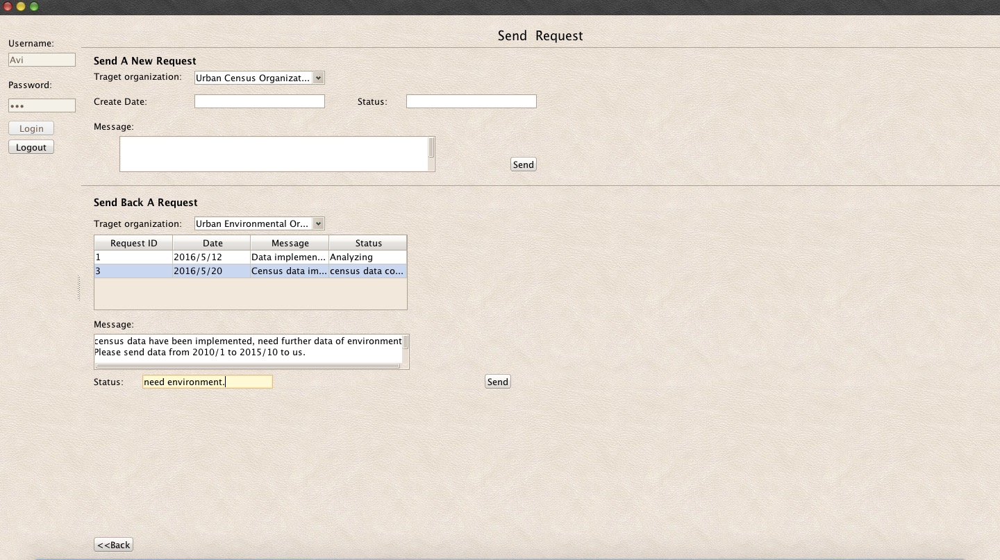 Send Request
Username:
Avi
Password:
Login
Logout
Send A New Request
Traget organization: Urban Census Organizat...
Create Date: Status:
Message:
Send
Send Back A Request
Traget organization: Urban Environmental Or...
Request ID Date Message Status
1 2016/5/12 Data implemen... Analyzing
3 2016/5/20 Census data im... census data co...
Message:
census data have been implemented, need further data of environment
Please send data from 2010/1 to 2015/10 to us.
Status: need environment. Send
<<Back